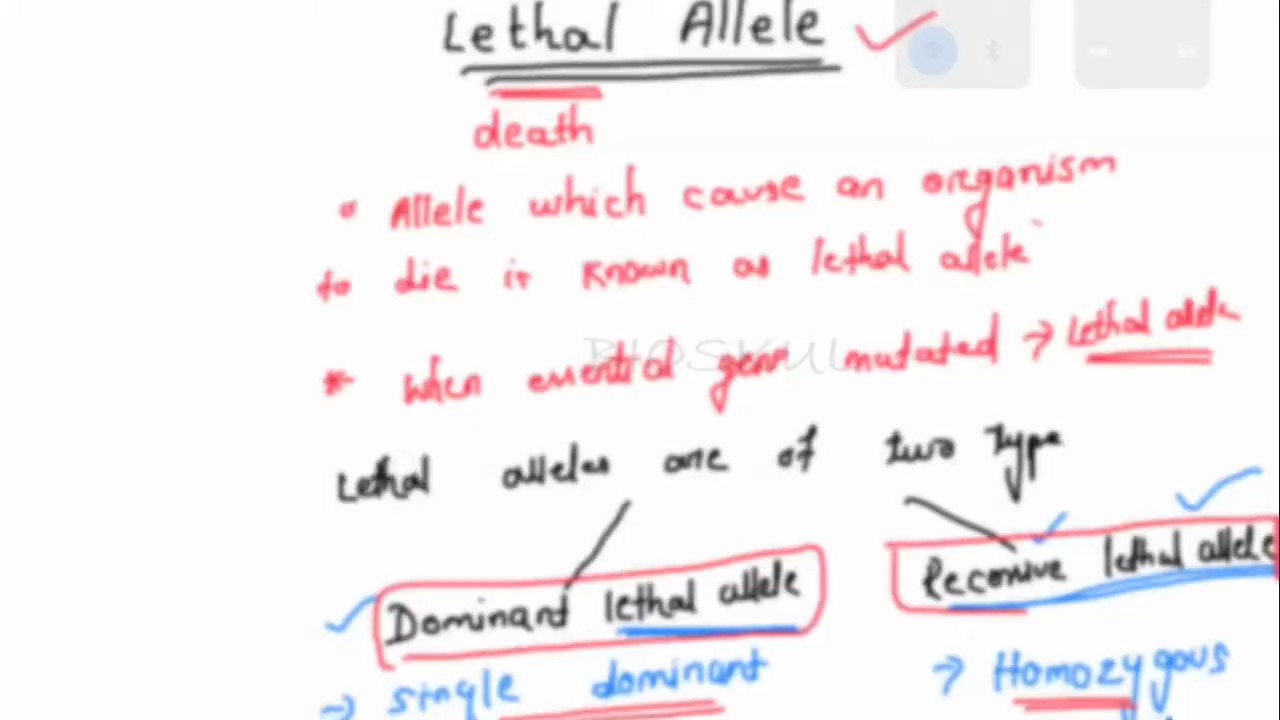 Lethal Allele
death
Allele which cause an organism
to die is known as lethal allele
* When essential gene mutated → Lethal allele
BIOSKUL
Lethal alleles are of two type
Dominant lethal allele
Recessive lethal allele
→ single dominant
→ Homozygous